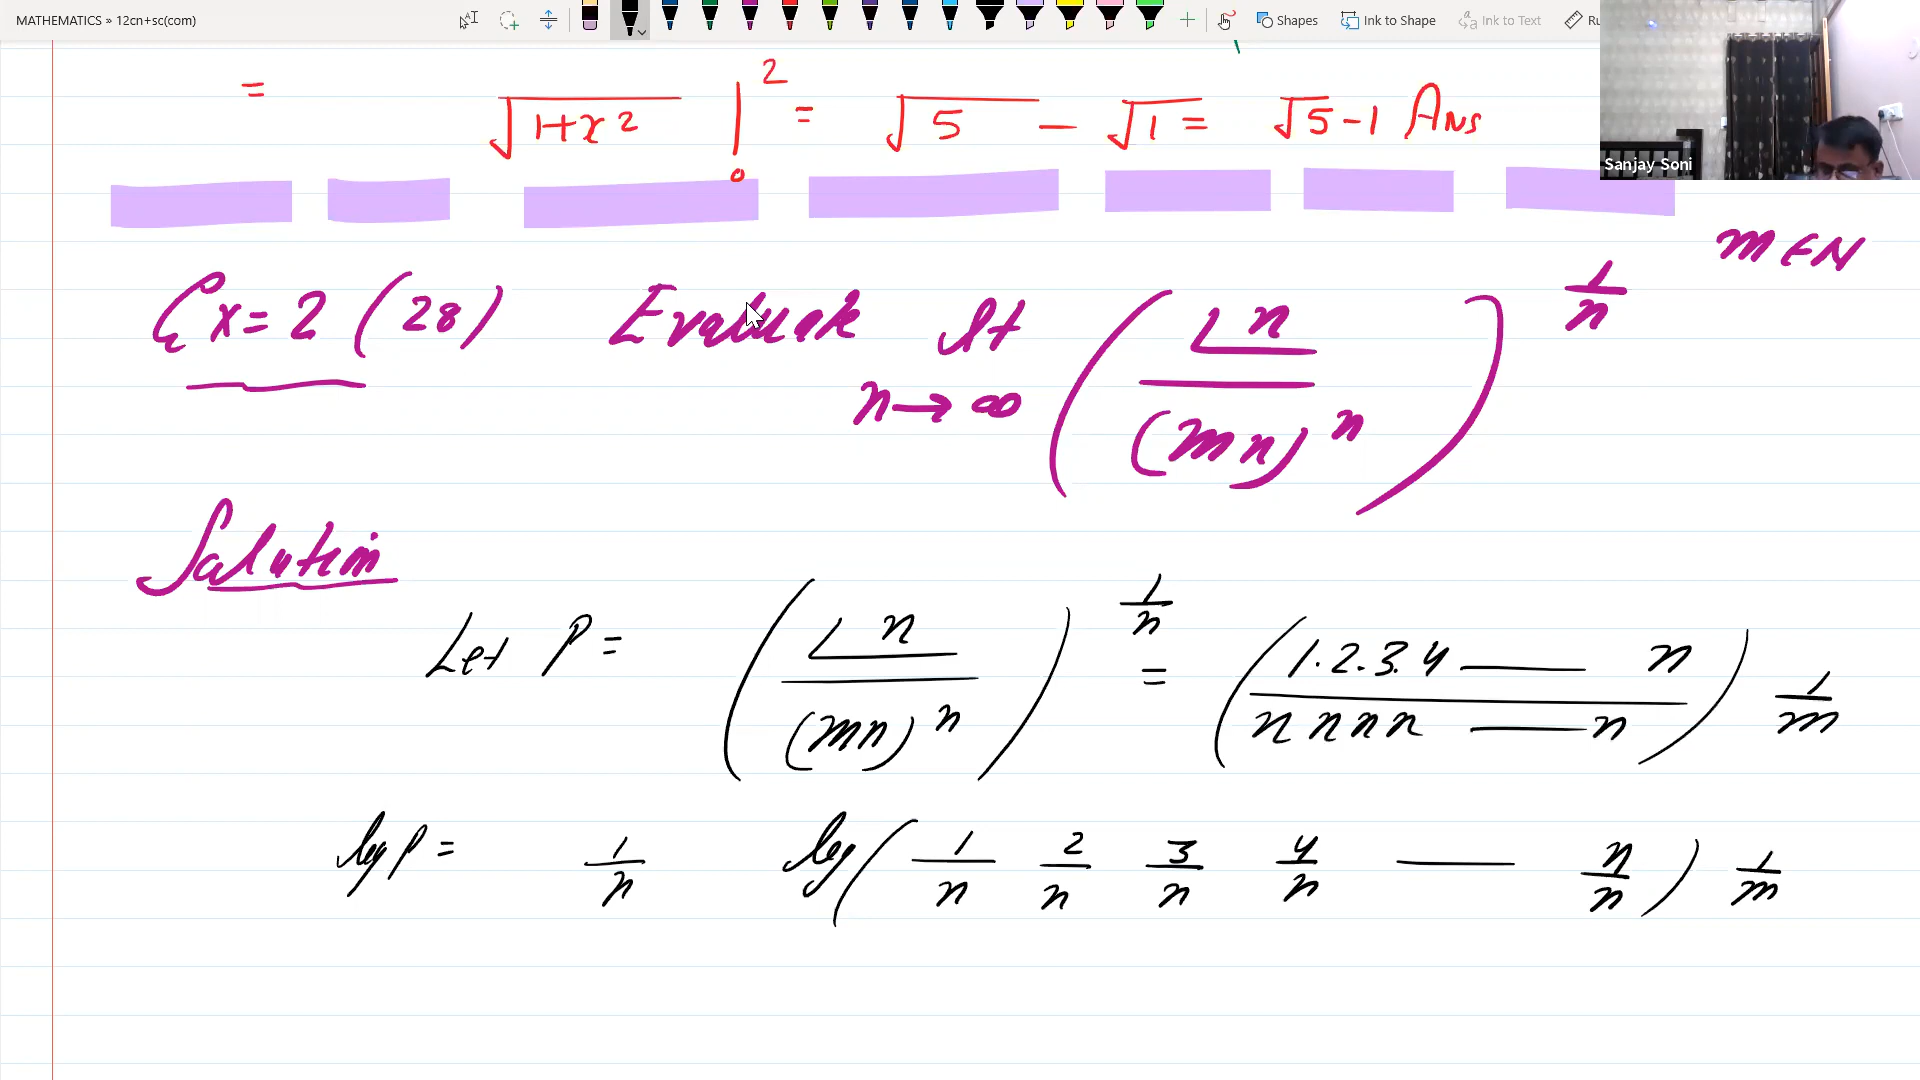 MATHEMATICS » 12cn+sc(com)
Shapes Ink to Shape Ink to Text Ru
Sanjay Soni
= √(1+x²) |₀² = √5 – √1 = √5-1 Ans
m ∈ N
Ex=2 (28) Evaluate lt n→∞ (∟n / (mn)^n)^(1/n)
Solution
Let P = (∟n / (mn)^n)^(1/n) = (1.2.3.4 —— n / n n n n —— n) 1/m
log P = 1/n log (1/n 2/n 3/n 4/n —— n/n) 1/m